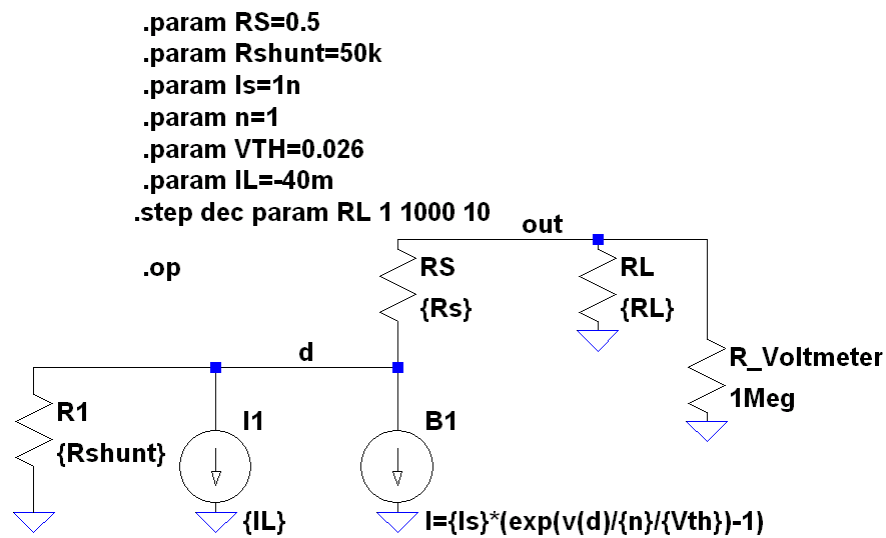 .param RS=0.5
.param Rshunt=50k
.param Is=1n
.param n=1
.param VTH=0.026
.param IL=-40m
.step dec param RL 1 1000 10
out
.op
RS
{Rs}
RL
{RL}
d
R_Voltmeter
1Meg
R1
{Rshunt}
I1
{IL}
B1
I={Is}*(exp(v(d)/{n}/{Vth})-1)